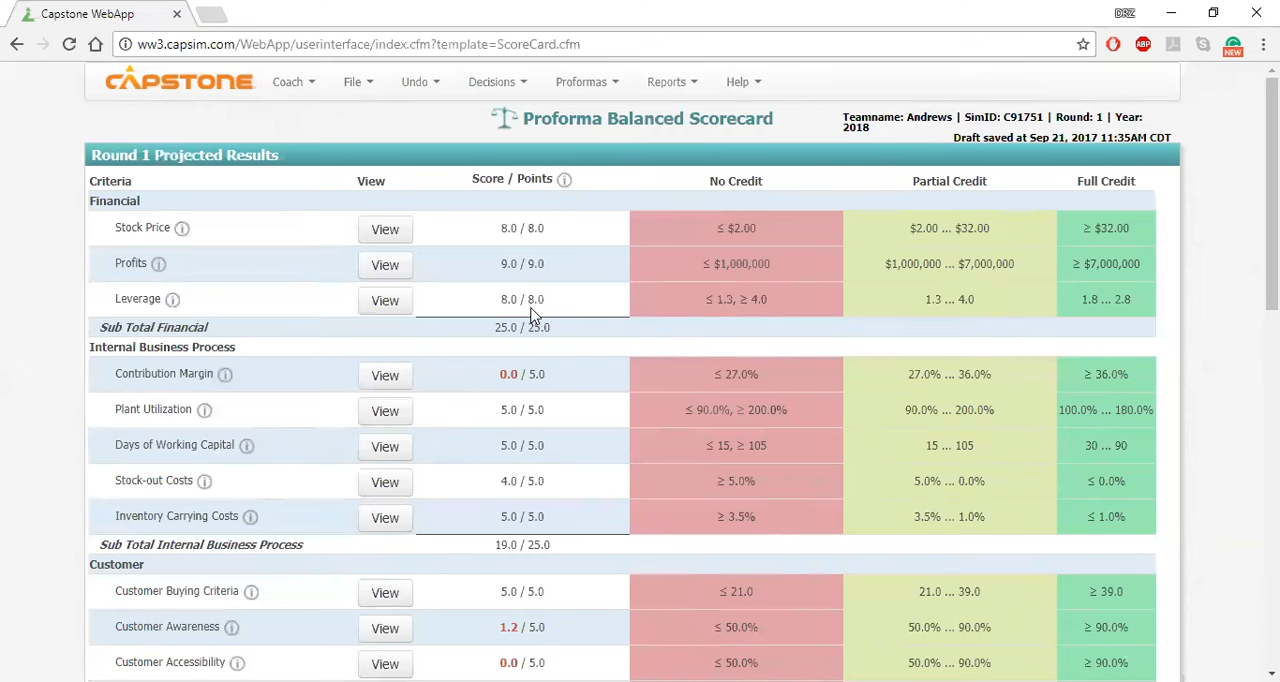 Capstone WebApp
DRZ
ww3.capsim.com/WebApp/userinterface/index.cfm?template=ScoreCard.cfm
ABP
NEW
CAPSTONE Coach File Undo Decisions Proformas Reports Help
Proforma Balanced Scorecard
Teamname: Andrews | SimID: C91751 | Round: 1 | Year:
2018
Draft saved at Sep 21, 2017 11:35AM CDT
Round 1 Projected Results
Criteria View Score / Points No Credit Partial Credit Full Credit
Financial
Stock Price View 8.0 / 8.0 ≤ $2.00 $2.00 ... $32.00 ≥ $32.00
Profits View 9.0 / 9.0 ≤ $1,000,000 $1,000,000 ... $7,000,000 ≥ $7,000,000
Leverage View 8.0 / 8.0 ≤ 1.3, ≥ 4.0 1.3 ... 4.0 1.8 ... 2.8
Sub Total Financial 25.0 / 25.0
Internal Business Process
Contribution Margin View 0.0 / 5.0 ≤ 27.0% 27.0% ... 36.0% ≥ 36.0%
Plant Utilization View 5.0 / 5.0 ≤ 90.0%, ≥ 200.0% 90.0% ... 200.0% 100.0% ... 180.0%
Days of Working Capital View 5.0 / 5.0 ≤ 15, ≥ 105 15 ... 105 30 ... 90
Stock-out Costs View 4.0 / 5.0 ≥ 5.0% 5.0% ... 0.0% ≤ 0.0%
Inventory Carrying Costs View 5.0 / 5.0 ≥ 3.5% 3.5% ... 1.0% ≤ 1.0%
Sub Total Internal Business Process 19.0 / 25.0
Customer
Customer Buying Criteria View 5.0 / 5.0 ≤ 21.0 21.0 ... 39.0 ≥ 39.0
Customer Awareness View 1.2 / 5.0 ≤ 50.0% 50.0% ... 90.0% ≥ 90.0%
Customer Accessibility View 0.0 / 5.0 ≤ 50.0% 50.0% ... 90.0% ≥ 90.0%